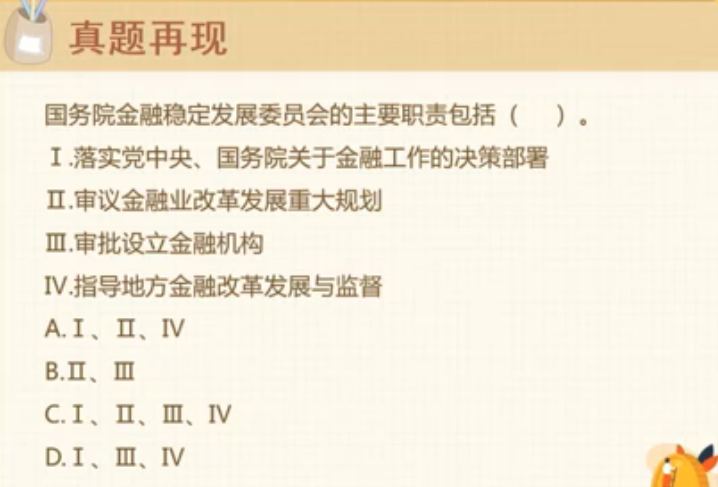 真题再现
国务院金融稳定发展委员会的主要职责包括（ ）。
Ⅰ.落实党中央、国务院关于金融工作的决策部署
Ⅱ.审议金融业改革发展重大规划
Ⅲ.审批设立金融机构
Ⅳ.指导地方金融改革发展与监督
A.Ⅰ、Ⅱ、Ⅳ
B.Ⅱ、Ⅲ
C.Ⅰ、Ⅱ、Ⅲ、Ⅳ
D.Ⅰ、Ⅲ、Ⅳ